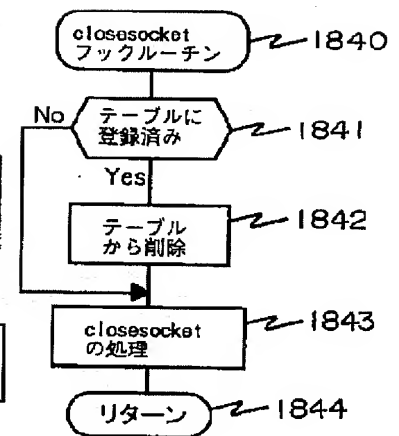 closesocket
フックルーチン
1840
No
テーブルに
登録済み
1841
Yes
テーブル
から削除
1842
closesocket
の処理
1843
リターン
1844